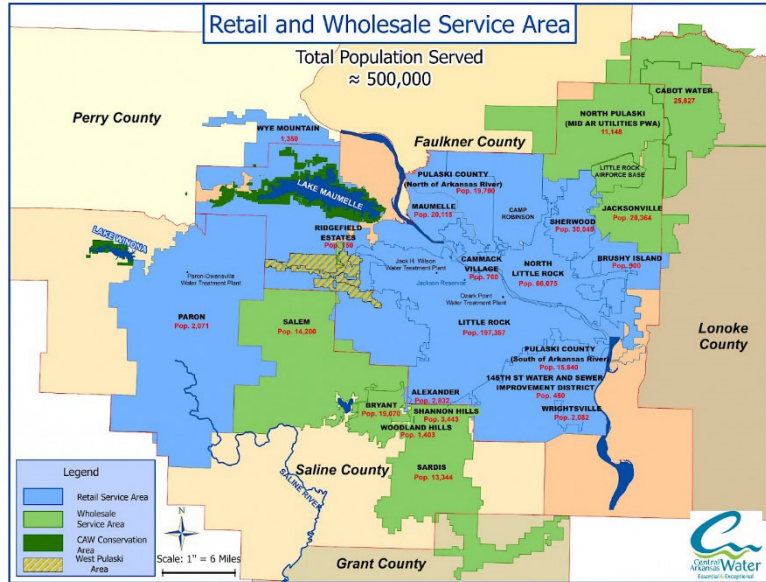 Retail and Wholesale Service Area
Total Population Served
≈ 500,000
Perry County
Faulkner County
CABOT WATER
25,627
NORTH PULASKI
(MID AR UTILITIES PWA)
11,148
WYE MOUNTAIN
1,350
LAKE MAUMELLE
PULASKI COUNTY
(North of Arkansas River)
Pop. 19,700
MAUMELLE
Pop. 20,115
CAMP
ROBINSON
LITTLE ROCK
AIRFORCE BASE
SHERWOOD
Pop. 30,045
JACKSONVILLE
Pop. 28,364
LAKE WINONA
RIDGEFIELD
ESTATES
Pop. 150
Paron-Owensville
Water Treatment Plant
Jack H. Wilson
Water Treatment Plant
Jackson Reservoir
Ozark Point
Water Treatment Plant
CAMMACK
VILLAGE
Pop. 760
NORTH
LITTLE ROCK
Pop. 66,075
BRUSHY ISLAND
Pop. 900
PARON
Pop. 2,071
SALEM
Pop. 14,200
LITTLE ROCK
Pop. 197,357
Lonoke
County
PULASKI COUNTY
(South of Arkansas River)
Pop. 18,640
145TH ST WATER AND SEWER
IMPROVEMENT DISTRICT
Pop. 480
WRIGHTSVILLE
Pop. 2,082
ALEXANDER
Pop. 2,832
BRYANT
Pop. 19,070
SHANNON HILLS
Pop. 3,443
WOODLAND HILLS
Pop. 1,403
SARDIS
Pop. 13,344
Saline County
SALINE RIVER
Grant County
Legend
Retail Service Area
Wholesale
Service Area
CAW Conservation
Area
West Pulaski
Area
N
Scale: 1" = 6 Miles
Central
Arkansas Water
Essential & Exceptional